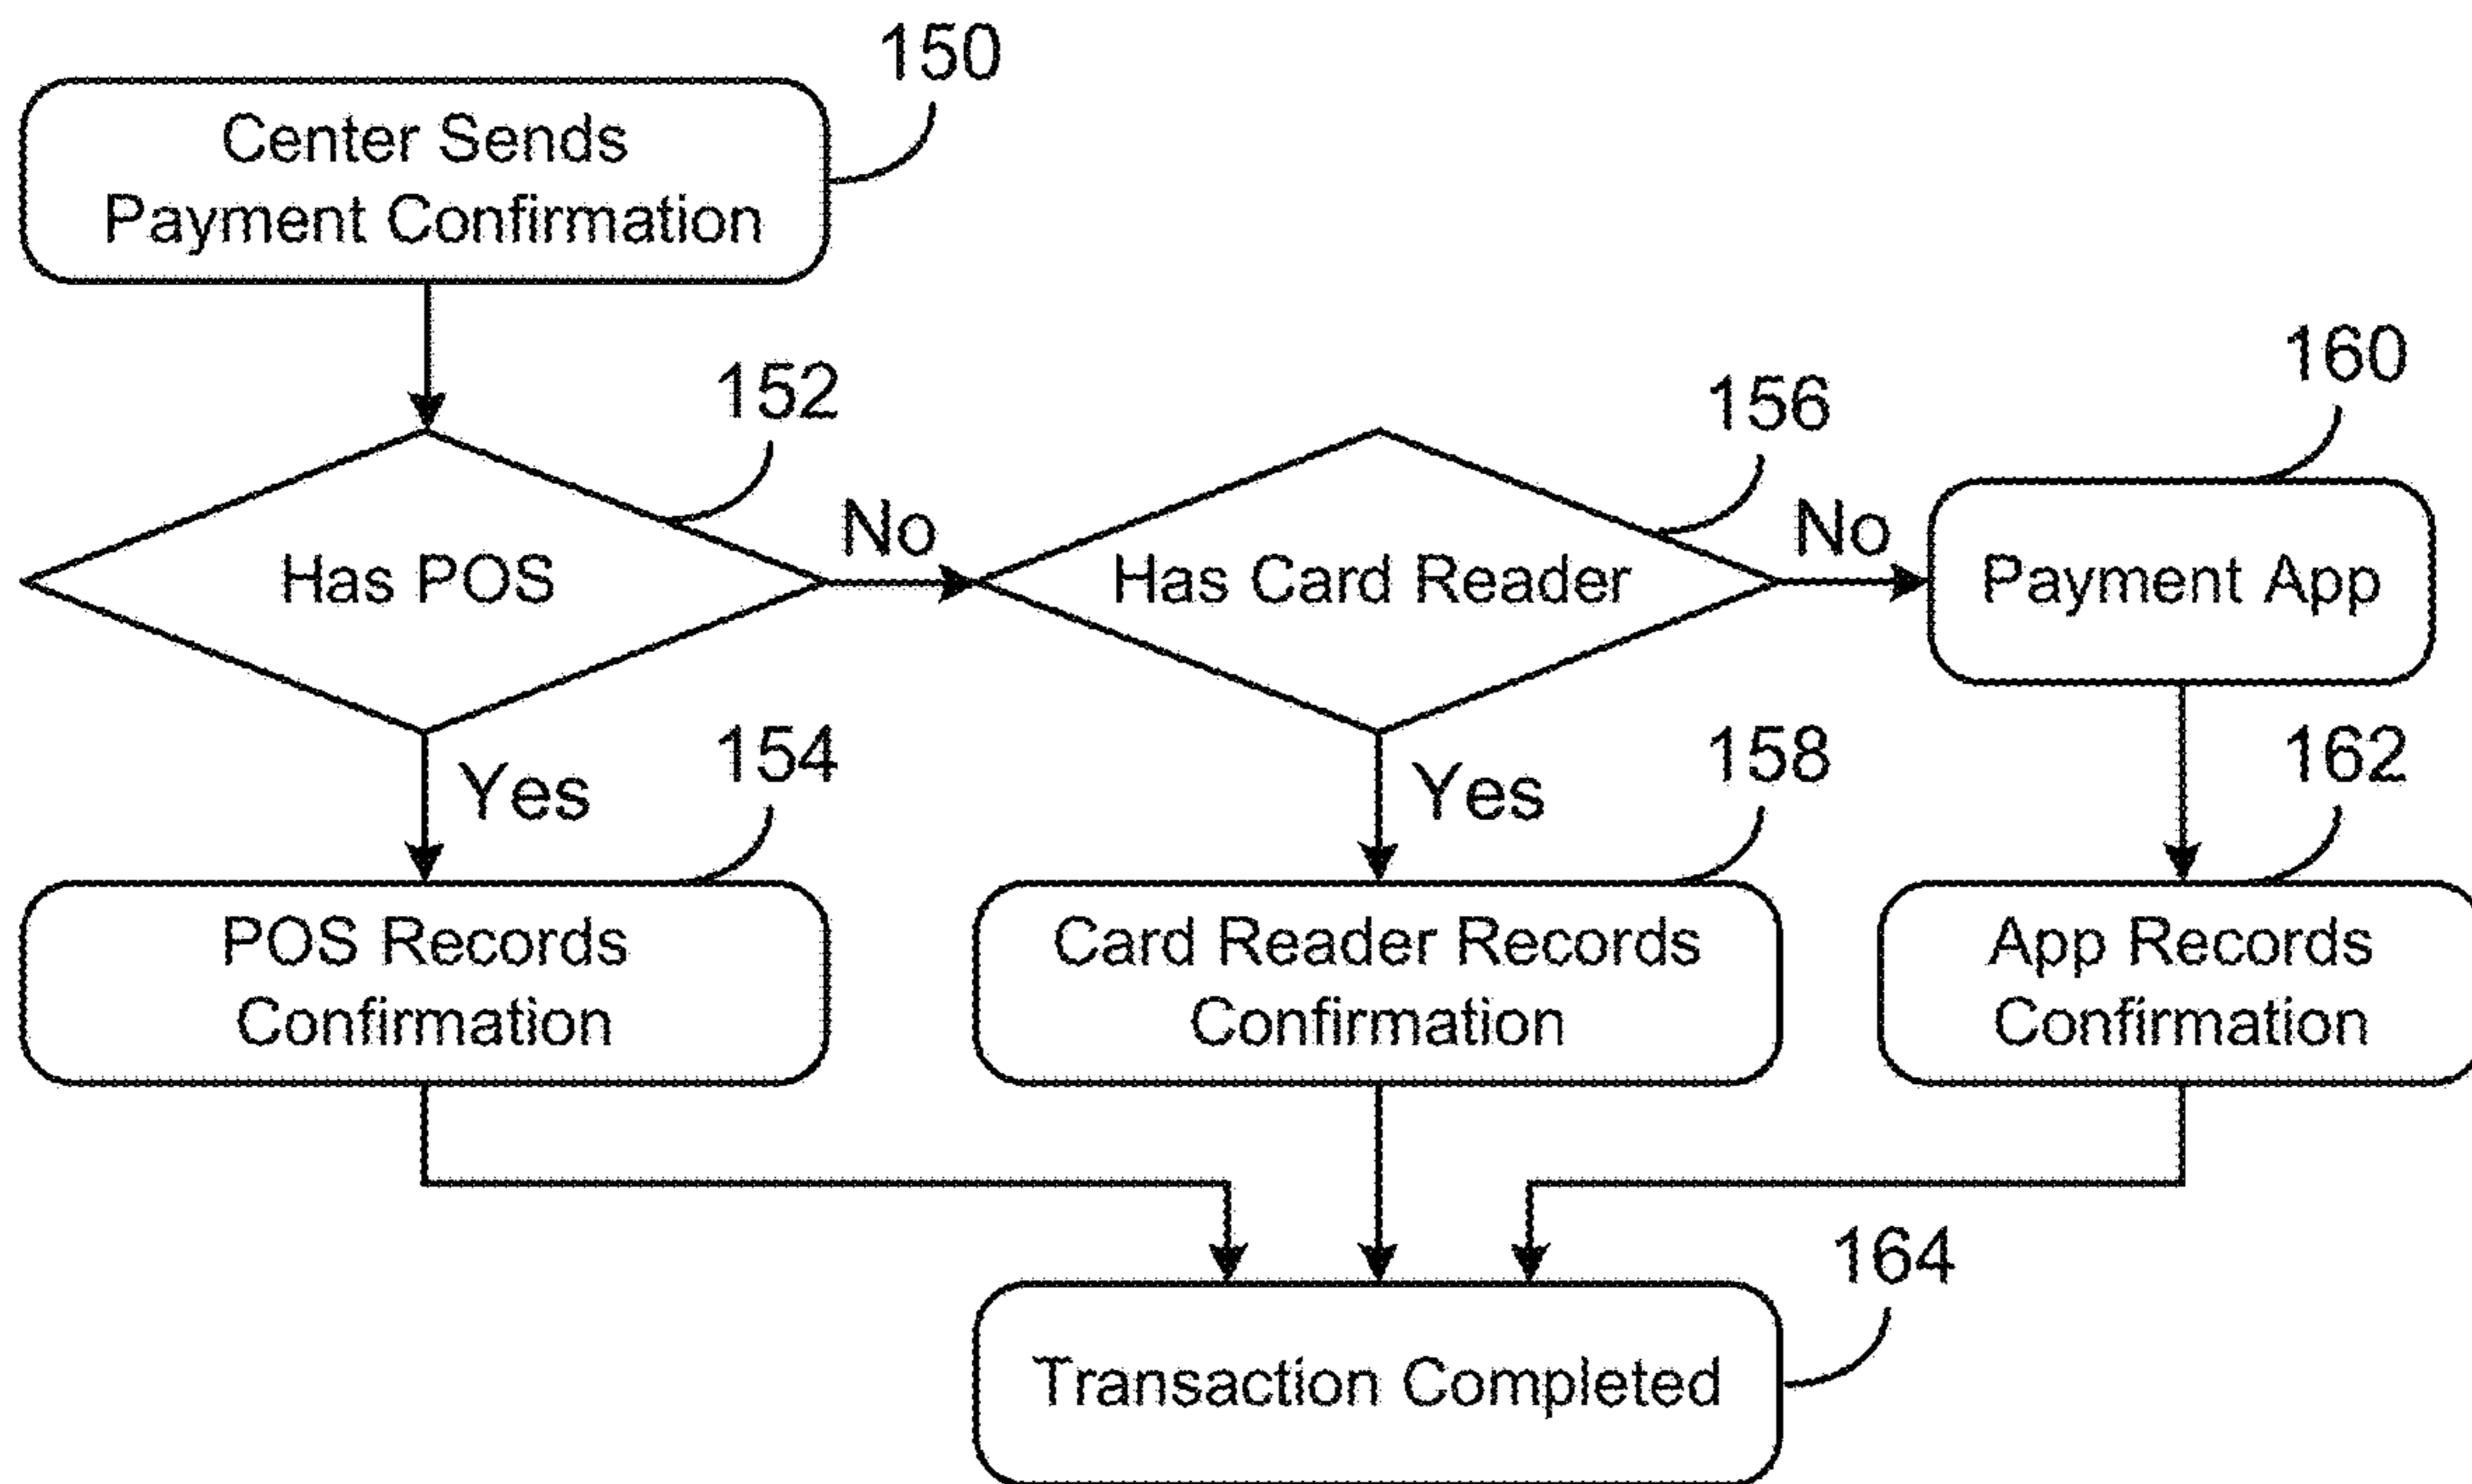 150
Center Sends
Payment Confirmation
152
156
160
Has POS
No
Has Card Reader
No
Payment App
Yes
154
Yes
158
162
POS Records
Confirmation
Card Reader Records
Confirmation
App Records
Confirmation
164
Transaction Completed